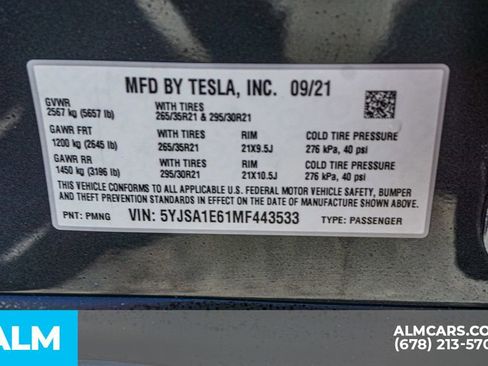 MFD BY TESLA, INC. 09/21
GVWR
2567 kg (5657 lb)
WITH TIRES
265/35R21 & 295/30R21
GAWR FRT
1200 kg (2645 lb)
WITH TIRES
265/35R21
RIM
21X9.5J
COLD TIRE PRESSURE
276 kPa, 40 psi
GAWR RR
1450 kg (3196 lb)
WITH TIRES
295/30R21
RIM
21X10.5J
COLD TIRE PRESSURE
276 kPa, 40 psi
THIS VEHICLE CONFORMS TO ALL APPLICABLE U.S. FEDERAL MOTOR VEHICLE SAFETY, BUMPER
AND THEFT PREVENTION STANDARDS IN EFFECT ON THE DATE OF MANUFACTURE SHOWN ABOVE.
PNT: PMNG VIN: 5YJSA1E61MF443533 TYPE: PASSENGER
ALM
ALMCARS.CO
(678) 213-570